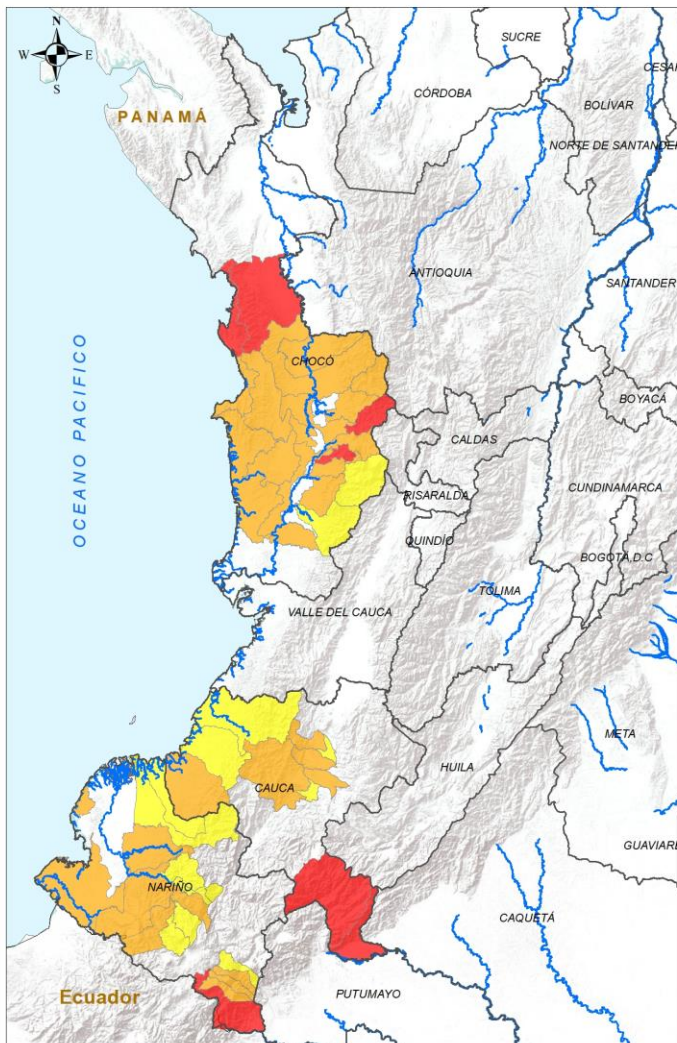 SUCRE
N
W E
S
CESAR
CÓRDOBA
BOLÍVAR
PANAMÁ
NORTE DE SANTANDER
ANTIOQUIA
SANTANDER
OCEANO PACIFICO
CHOCÓ
BOYACÁ
CALDAS
CUNDINAMARCA
RISARALDA
QUINDÍO
BOGOTÁ,D.C
TOLIMA
VALLE DEL CAUCA
META
HUILA
CAUCA
GUAVIARE
NARIÑO
CAQUETÁ
PUTUMAYO
Ecuador